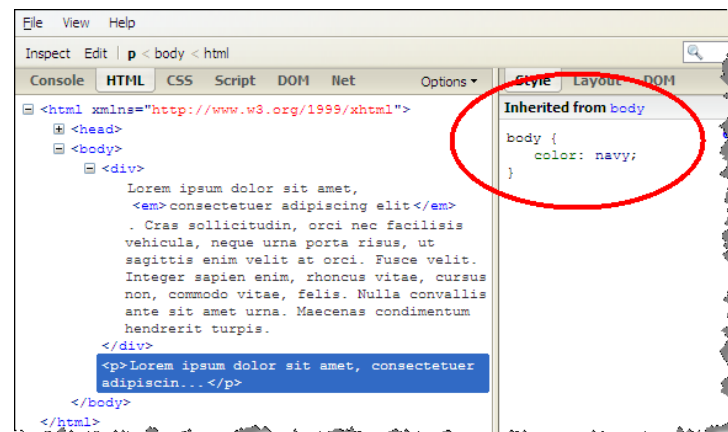 File View Help
Inspect Edit | p < body < html
Console HTML CSS Script DOM Net Options
Style Layout DOM
<html xmlns="http://www.w3.org/1999/xhtml">
<head>
<body>
<div>
Lorem ipsum dolor sit amet,
<em>consectetuer adipiscing elit</em>
. Cras sollicitudin, orci nec facilisis
vehicula, neque urna porta risus, ut
sagittis enim velit at orci. Fusce velit.
Integer sapien enim, rhoncus vitae, cursus
non, commodo vitae, felis. Nulla convallis
ante sit amet urna. Maecenas condimentum
hendrerit turpis.
</div>
<p>Lorem ipsum dolor sit amet, consectetuer
adipiscin...</p>
</body>
</html>
Inherited from body
body {
color: navy;
}